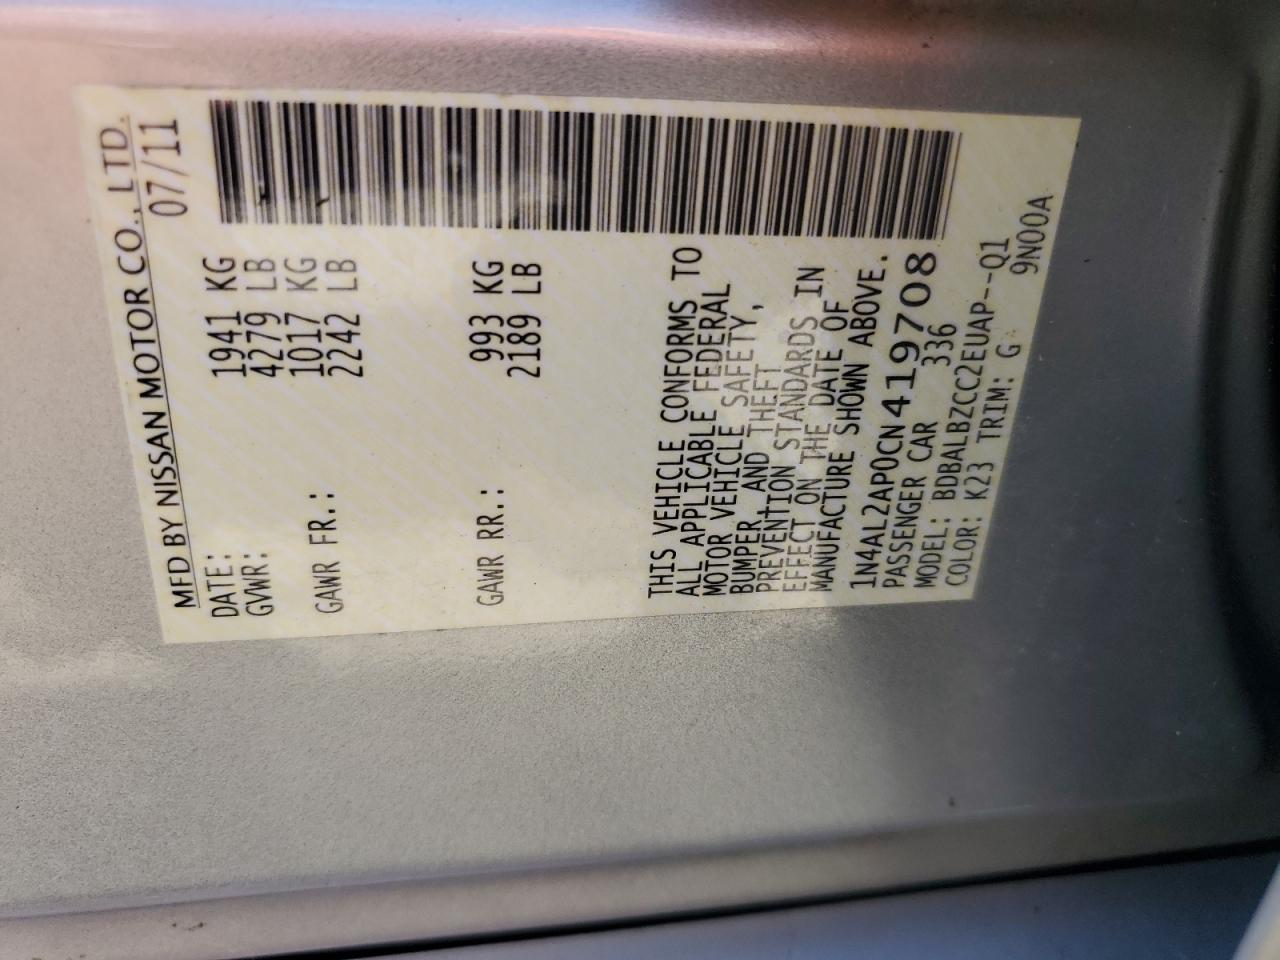 MFD BY NISSAN MOTOR CO., LTD.
DATE: 07/11
GVWR: 1941 KG
4279 LB
GAWR FR.: 1017 KG
2242 LB
GAWR RR.: 993 KG
2189 LB
THIS VEHICLE CONFORMS TO
ALL APPLICABLE FEDERAL
MOTOR VEHICLE SAFETY,
BUMPER, AND THEFT
PREVENTION STANDARDS IN
EFFECT ON THE DATE OF
MANUFACTURE SHOWN ABOVE.
1N4AL2AP0CN419708
PASSENGER CAR 336
MODEL: BDBALBZCC2EUAP--Q1
COLOR: K23 TRIM: G 9N00A